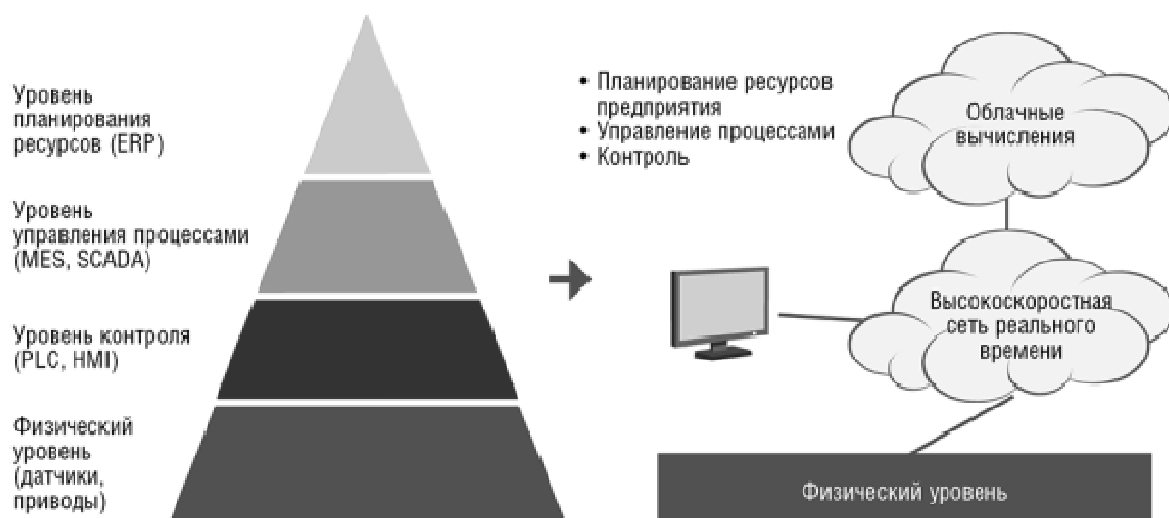 Уровень
планирования
ресурсов (ERP)
Уровень
управления процессами
(MES, SCADA)
Уровень контроля
(PLC, HMI)
Физический
уровень
(датчики,
приводы)
• Планирование ресурсов
предприятия
• Управление процессами
• Контроль
Облачные
вычисления
Высокоскоростная
сеть реального
времени
Физический уровень